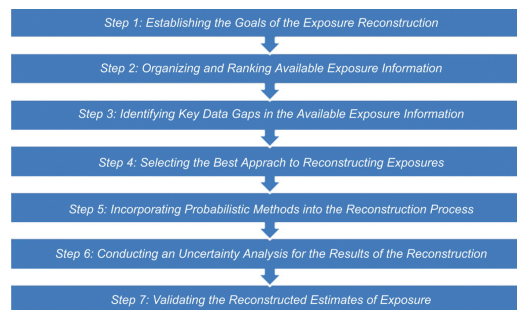 Step 1: Establishing the Goals of the Exposure Reconstruction
Step 2: Organizing and Ranking Available Exposure Information
Step 3: Identifying Key Data Gaps in the Available Exposure Information
Step 4: Selecting the Best Apprach to Reconstructing Exposures
Step 5: Incorporating Probabilistic Methods into the Reconstruction Process
Step 6: Conducting an Uncertainty Analysis for the Results of the Reconstruction
Step 7: Validating the Reconstructed Estimates of Exposure